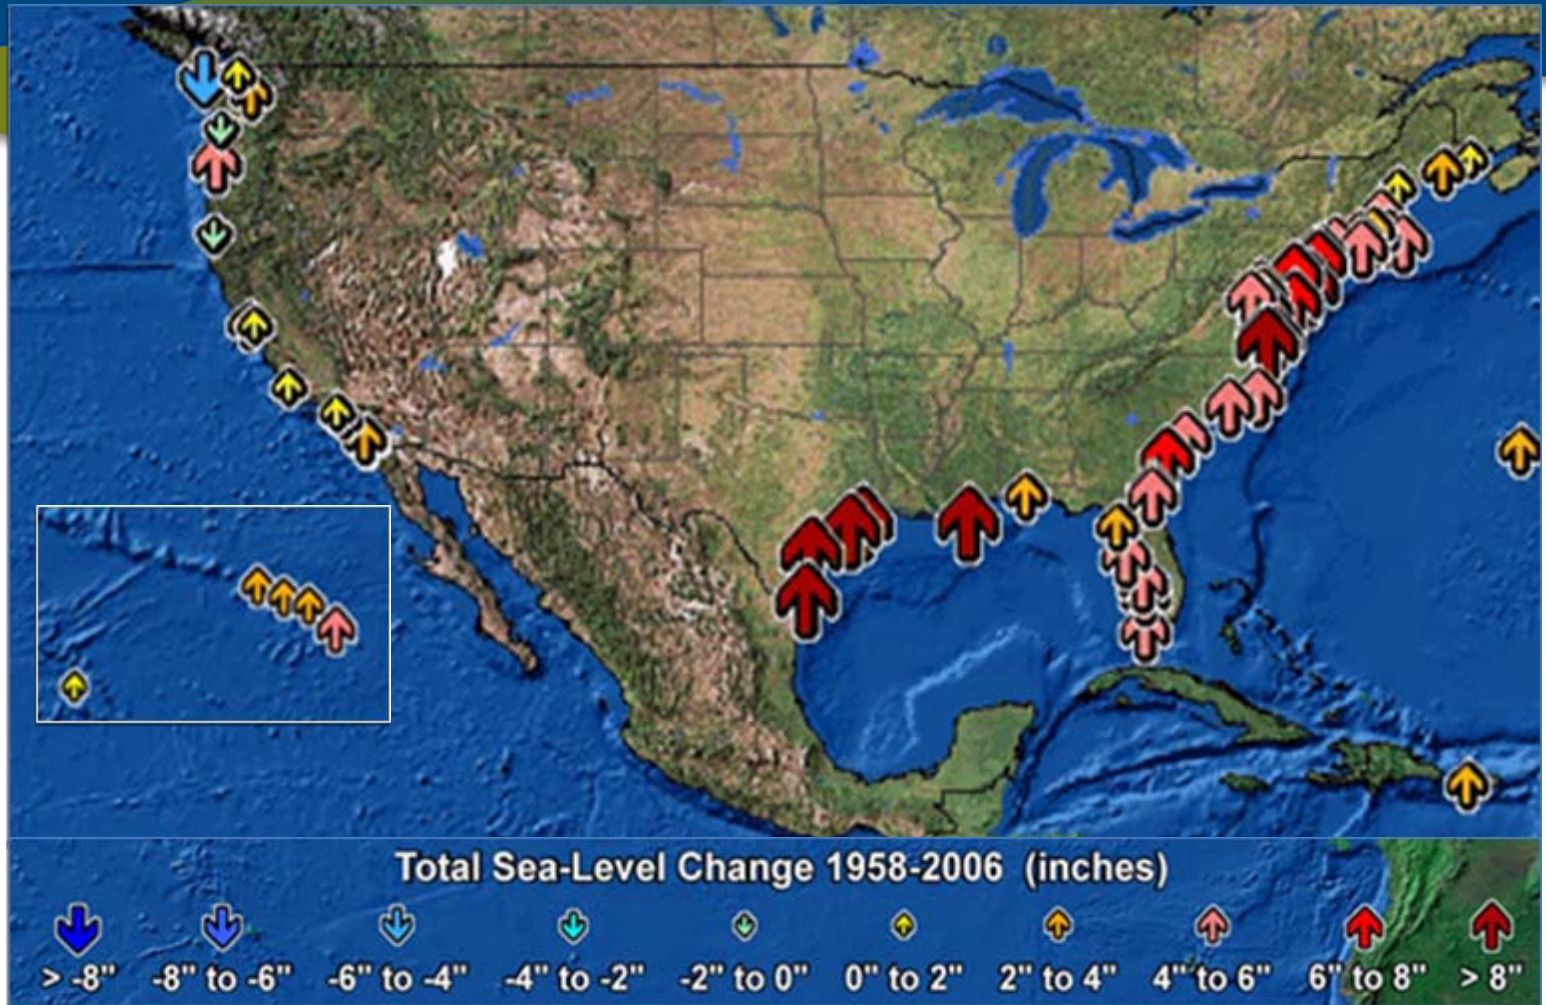 Total Sea-Level Change 1958-2006 (inches)
> -8" -8" to -6" -6" to -4" -4" to -2" -2" to 0" 0" to 2" 2" to 4" 4" to 6" 6" to 8" > 8"